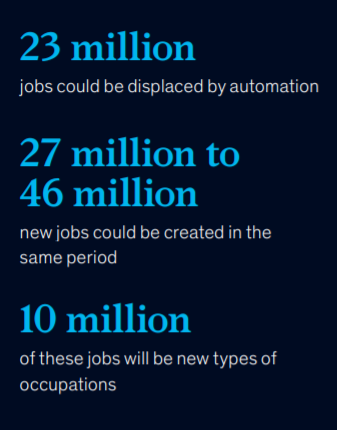 23 million
jobs could be displaced by automation
27 million to
46 million
new jobs could be created in the
same period
10 million
of these jobs will be new types of
occupations